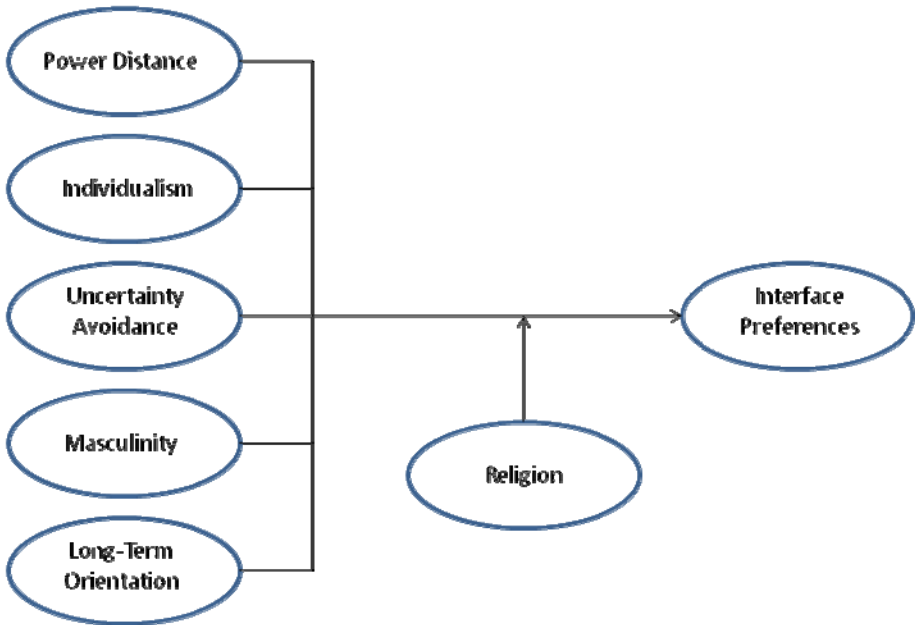 Power Distance
Individualism
Uncertainty
Avoidance
Interface
Preferences
Masculinity
Religion
Long-Term
Orientation